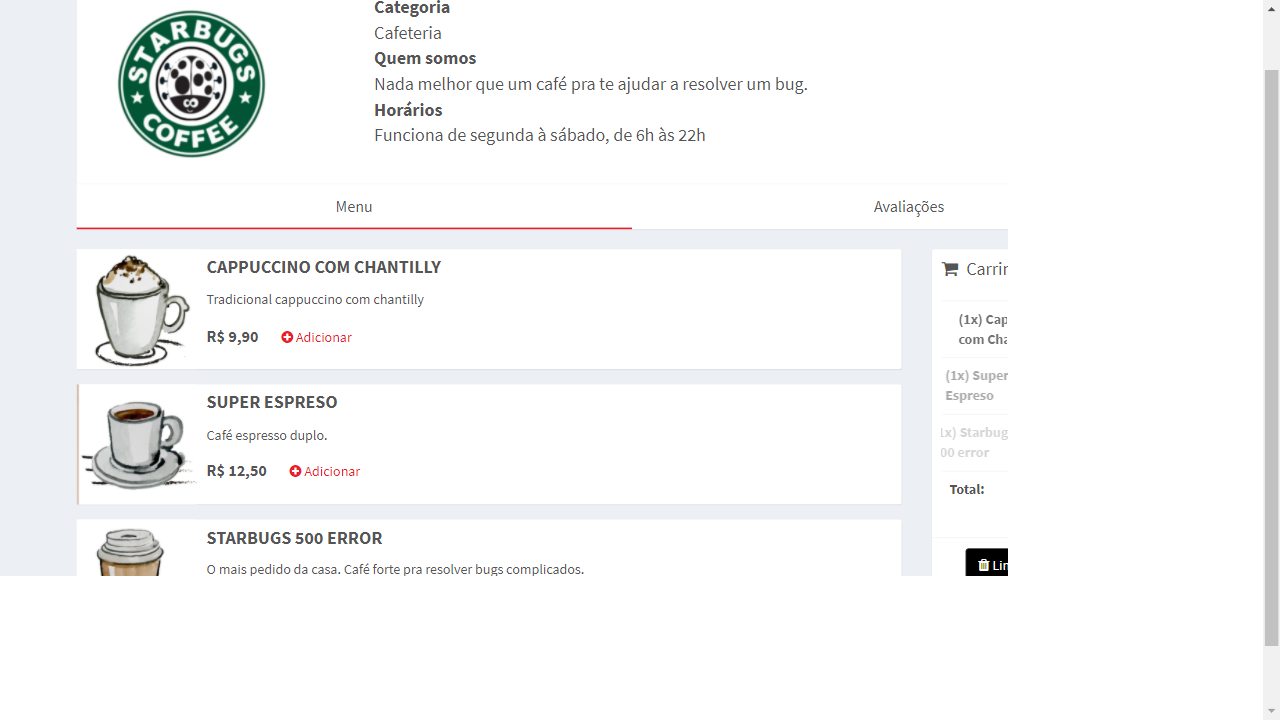 STARBUGS
COFFEE
Categoria
Cafeteria
Quem somos
Nada melhor que um café pra te ajudar a resolver um bug.
Horários
Funciona de segunda à sábado, de 6h às 22h
Menu
Avaliações
CAPPUCCINO COM CHANTILLY
Tradicional cappuccino com chantilly
R$ 9,90 Adicionar
SUPER ESPRESO
Café espresso duplo.
R$ 12,50 Adicionar
STARBUGS 500 ERROR
O mais pedido da casa. Café forte pra resolver bugs complicados.
Carrin
(1x) Cap
com Cha
(1x) Super
Espreso
1x) Starbug
00 error
Total:
Lim